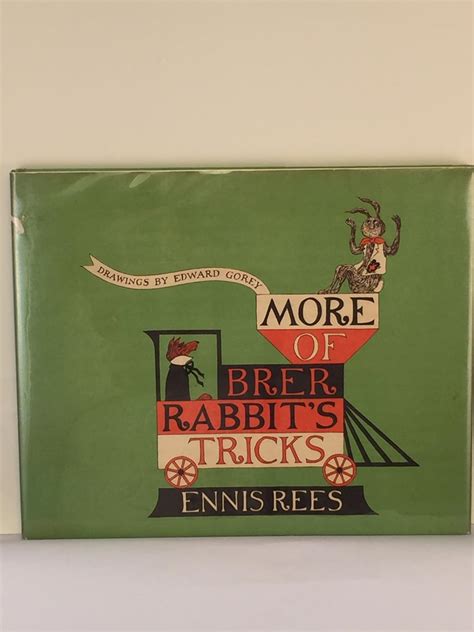 DRAWINGS BY EDWARD GOREY
MORE
OF
BRER
RABBIT'S
TRICKS
ENNIS REES